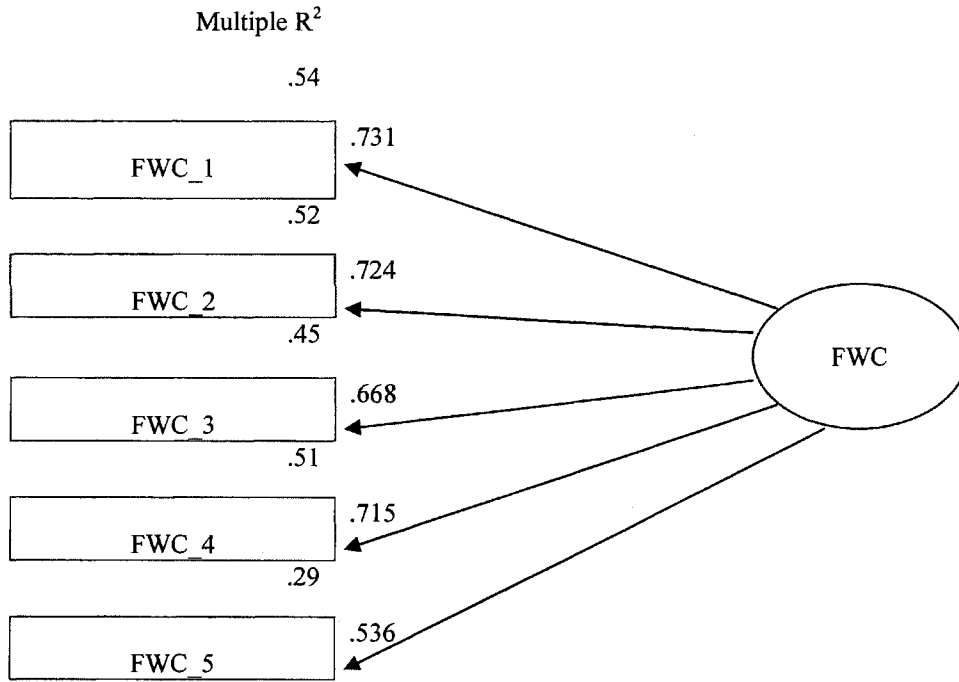 Multiple R²
.54
.731
FWC_1
.52
.724
FWC_2
.45
.668
FWC_3
.51
.715
FWC_4
.29
.536
FWC_5
FWC